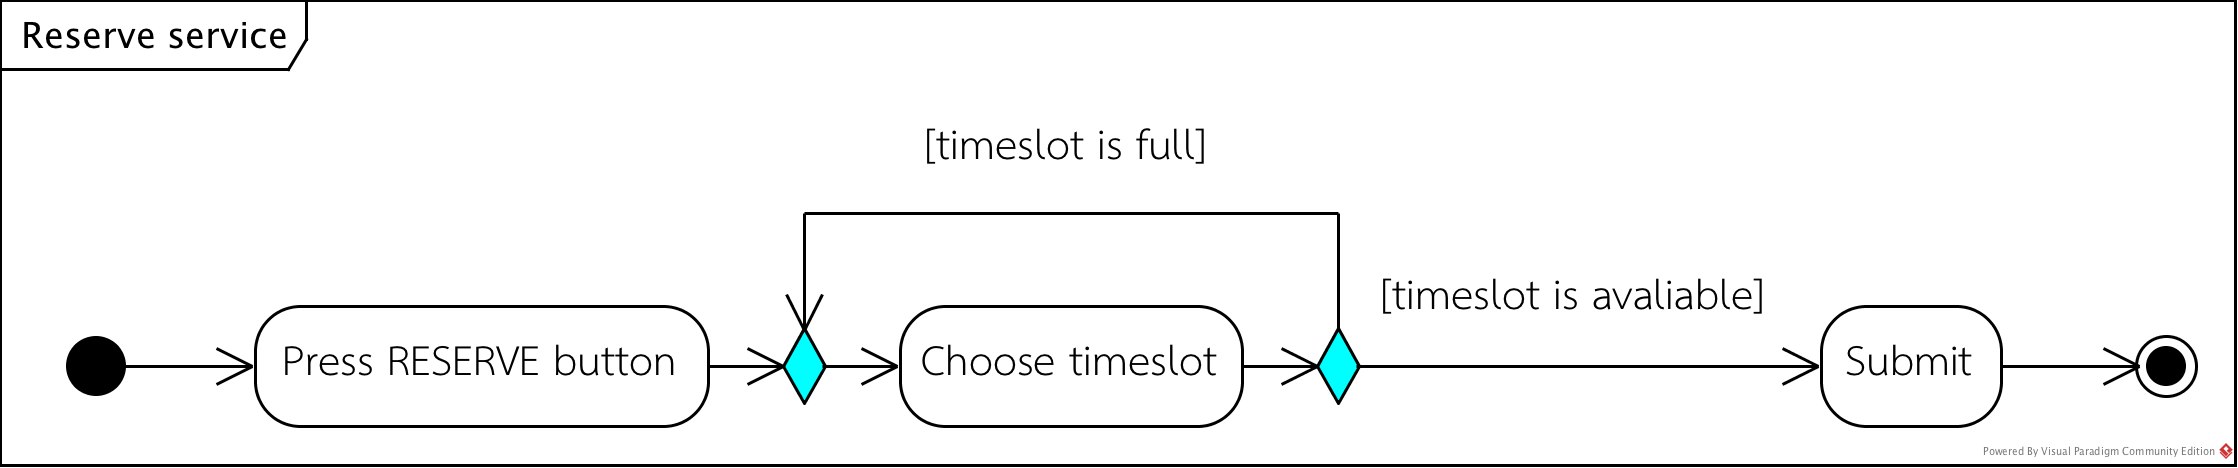 Reserve service
[timeslot is full]
[timeslot is avaliable]
Press RESERVE button
Choose timeslot
Submit
Powered By Visual Paradigm Community Edition